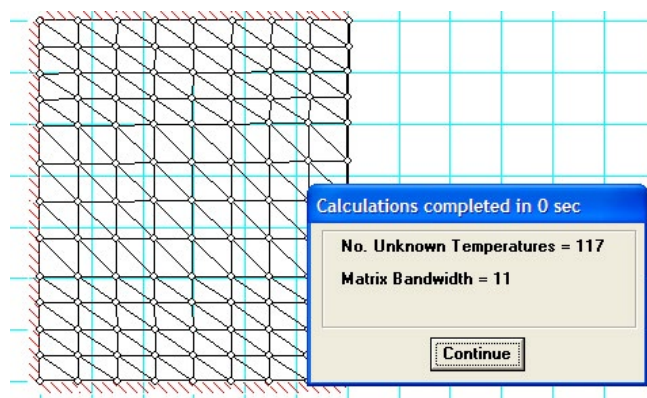 Calculations completed in 0 sec
No. Unknown Temperatures = 117
Matrix Bandwidth = 11
Continue